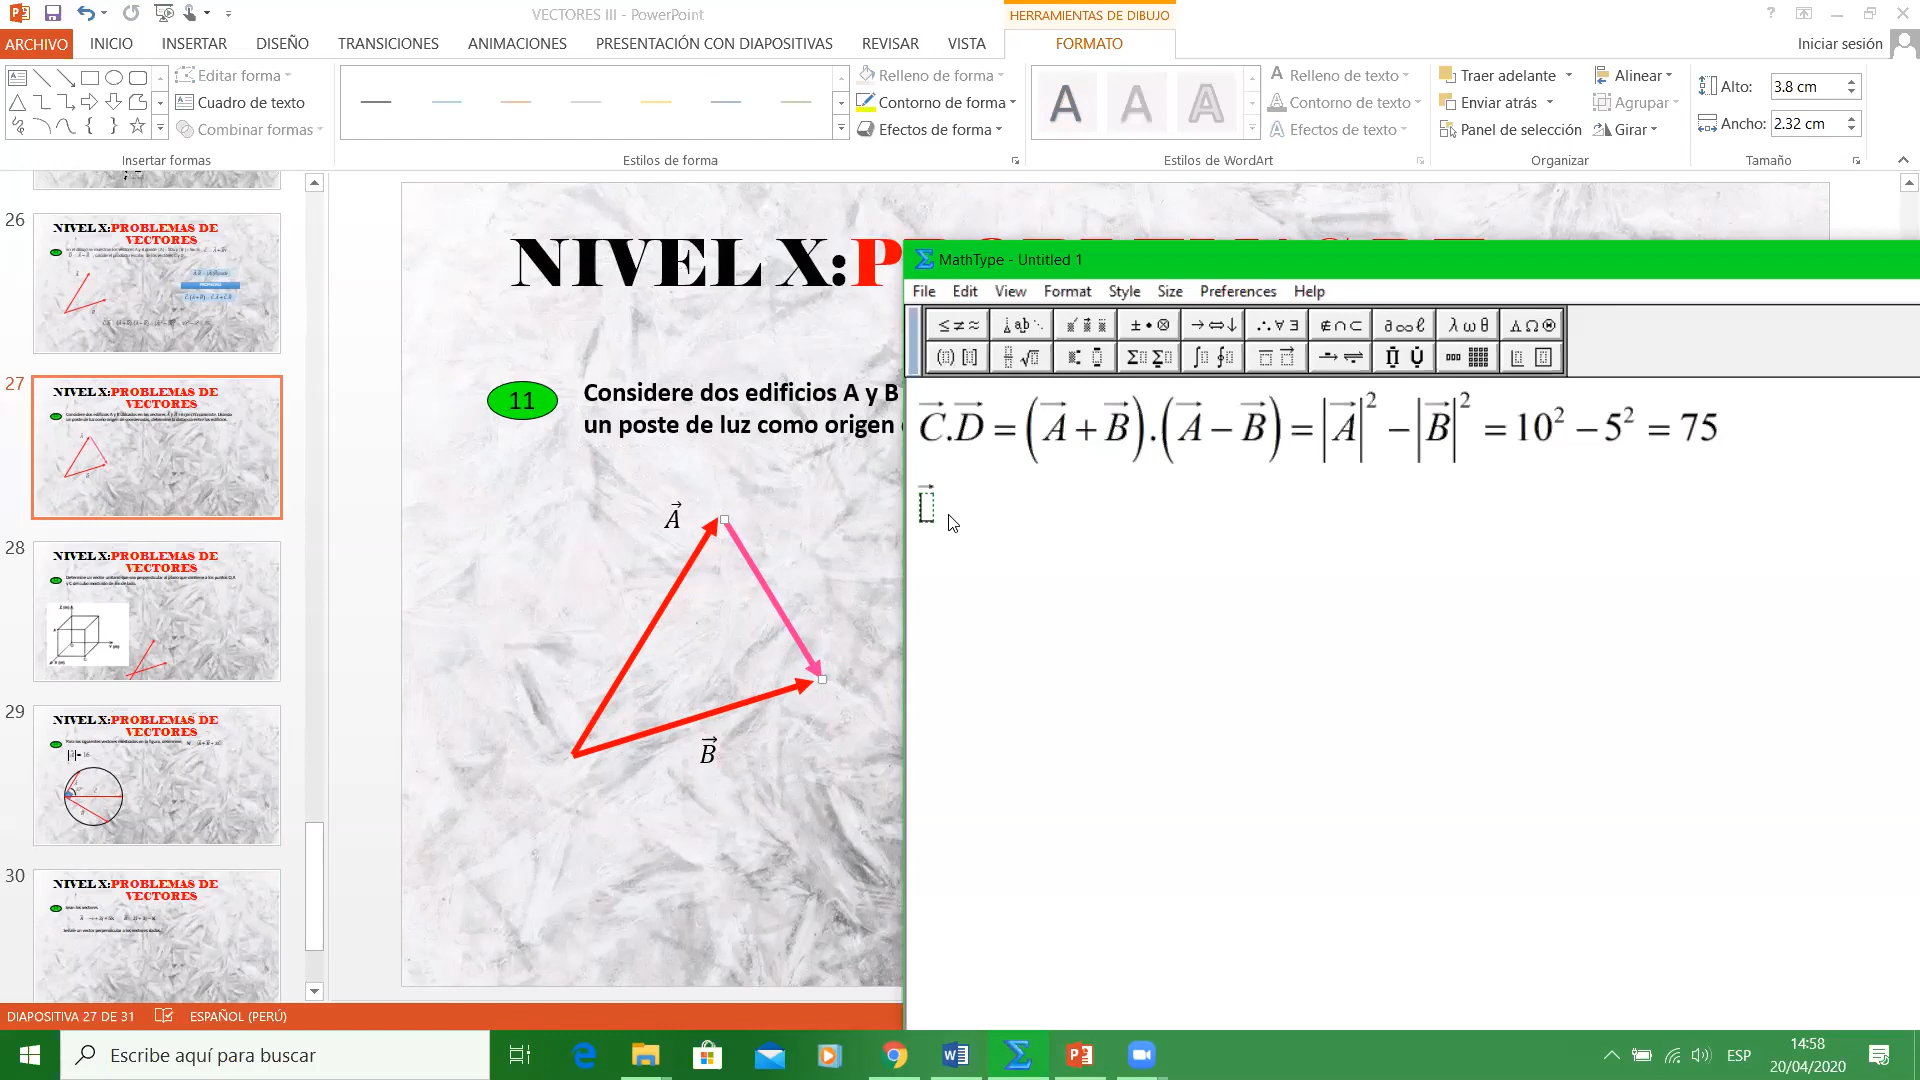 VECTORES III - PowerPoint
HERRAMIENTAS DE DIBUJO
ARCHIVO
INICIO
INSERTAR
DISEÑO
TRANSICIONES
ANIMACIONES
PRESENTACIÓN CON DIAPOSITIVAS
REVISAR
VISTA
FORMATO
Iniciar sesión
Editar forma
Cuadro de texto
Combinar formas
Insertar formas
Estilos de forma
Relleno de forma
Contorno de forma
Efectos de forma
Estilos de WordArt
Relleno de texto
Contorno de texto
Efectos de texto
Traer adelante
Enviar atrás
Panel de selección
Alinear
Agrupar
Girar
Organizar
Alto: 3.8 cm
Ancho: 2.32 cm
Tamaño
26
NIVEL X:PROBLEMAS DE
VECTORES
27
NIVEL X:PROBLEMAS DE
VECTORES
28
NIVEL X:PROBLEMAS DE
VECTORES
29
NIVEL X:PROBLEMAS DE
VECTORES
30
NIVEL X:PROBLEMAS DE
VECTORES
NIVEL X:P
11
Considere dos edificios A y B
un poste de luz como origen
A⃗
B⃗
MathType - Untitled 1
File Edit View Format Style Size Preferences Help
C⃗.D⃗ = (A⃗ + B⃗).(A⃗ − B⃗) = |A⃗|² − |B⃗|² = 10² − 5² = 75
DIAPOSITIVA 27 DE 31
ESPAÑOL (PERÚ)
Escribe aquí para buscar
ESP
14:58
20/04/2020